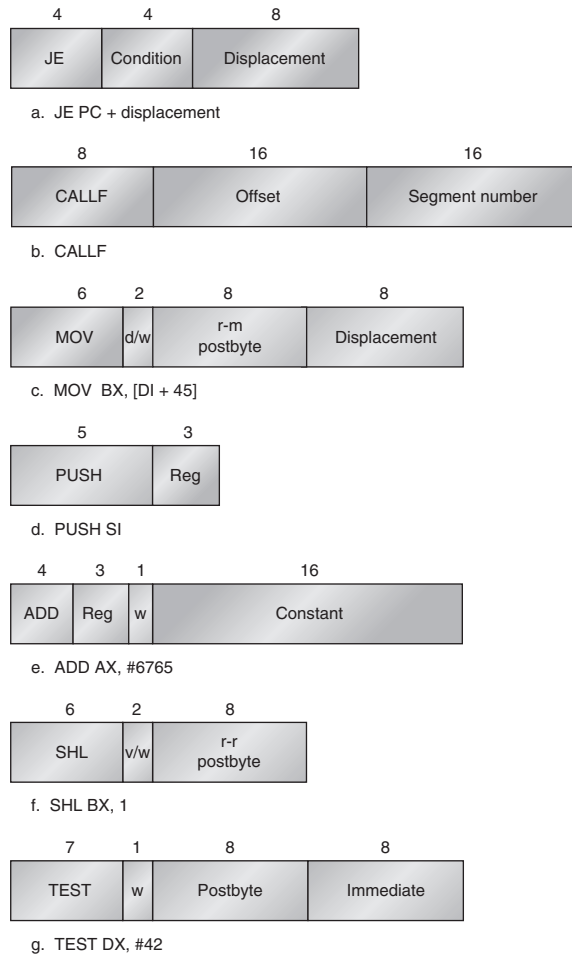 4 4 8
JE Condition Displacement
a. JE PC + displacement
8 16 16
CALLF Offset Segment number
b. CALLF
6 2 8 8
MOV d/w r-m postbyte Displacement
c. MOV BX, [DI + 45]
5 3
PUSH Reg
d. PUSH SI
4 3 1 16
ADD Reg w Constant
e. ADD AX, #6765
6 2 8
SHL v/w r-r postbyte
f. SHL BX, 1
7 1 8 8
TEST w Postbyte Immediate
g. TEST DX, #42